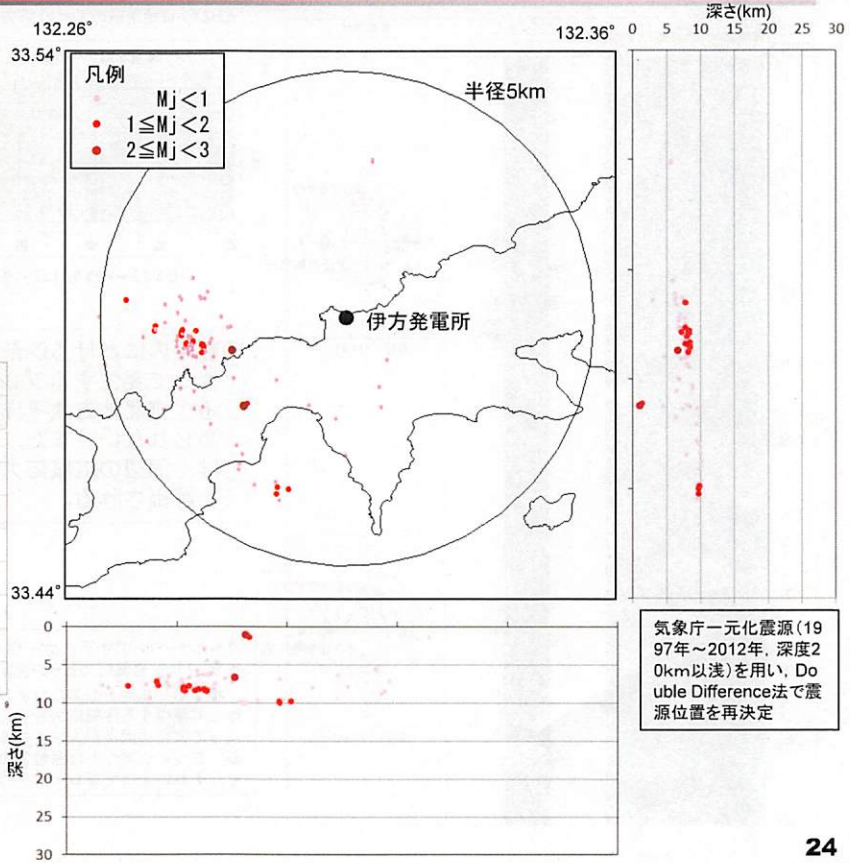 深さ(km)
132.26°
132.36°
0 5 10 15 20 25 30
33.54°
凡例
Mj<1
1≦Mj<2
2≦Mj<3
半径5km
伊方発電所
33.44°
0
5
10
15
20
25
30
深さ(km)
気象庁一元化震源(19
97年～2012年, 深度2
0km以浅)を用い, Do
uble Difference法で震
源位置を再決定
24